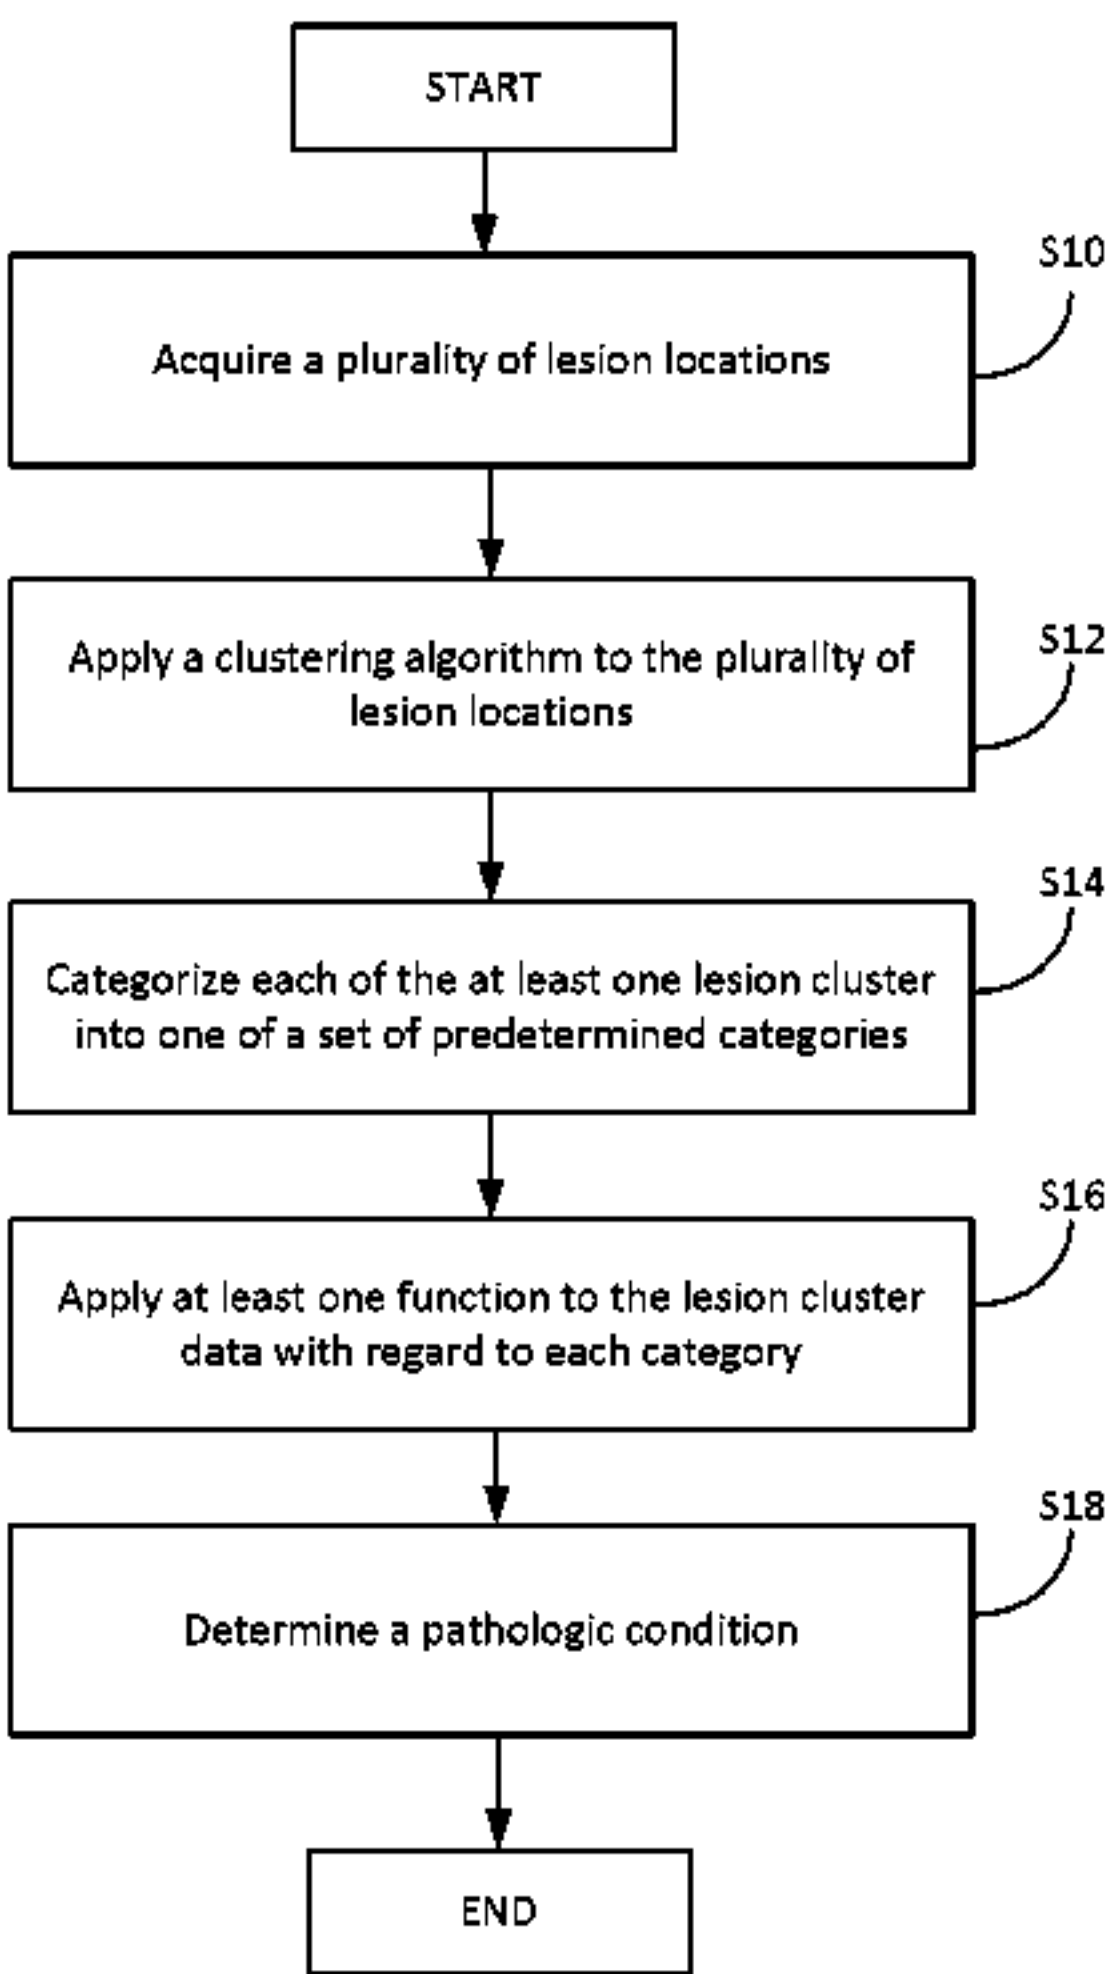 START
S10
Acquire a plurality of lesion locations
S12
Apply a clustering algorithm to the plurality of
lesion locations
S14
Categorize each of the at least one lesion cluster
into one of a set of predetermined categories
S16
Apply at least one function to the lesion cluster
data with regard to each category
S18
Determine a pathologic condition
END